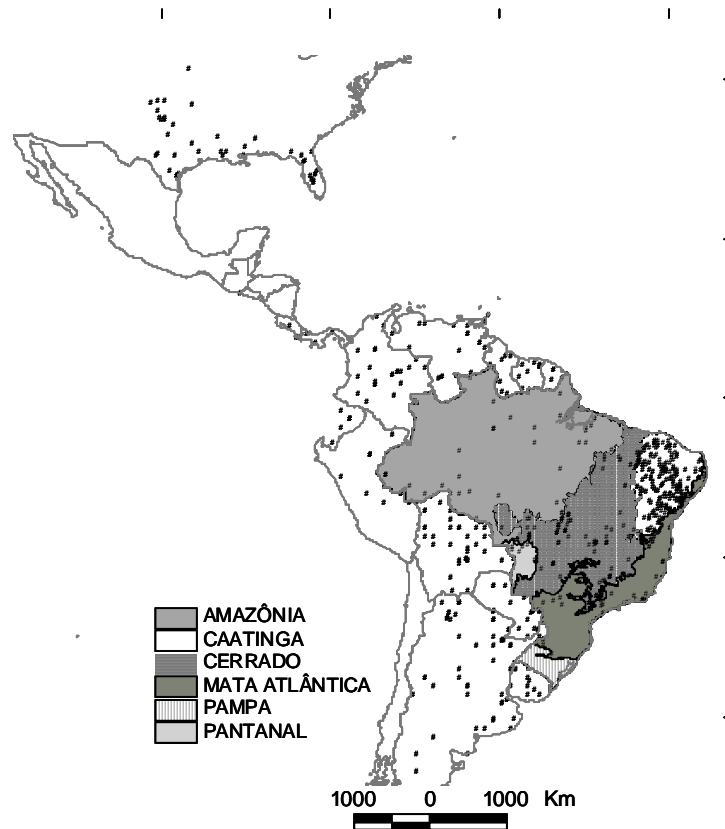 AMAZÔNIA
CAATINGA
CERRADO
MATA ATLÂNTICA
PAMPA
PANTANAL
1000 0 1000 Km